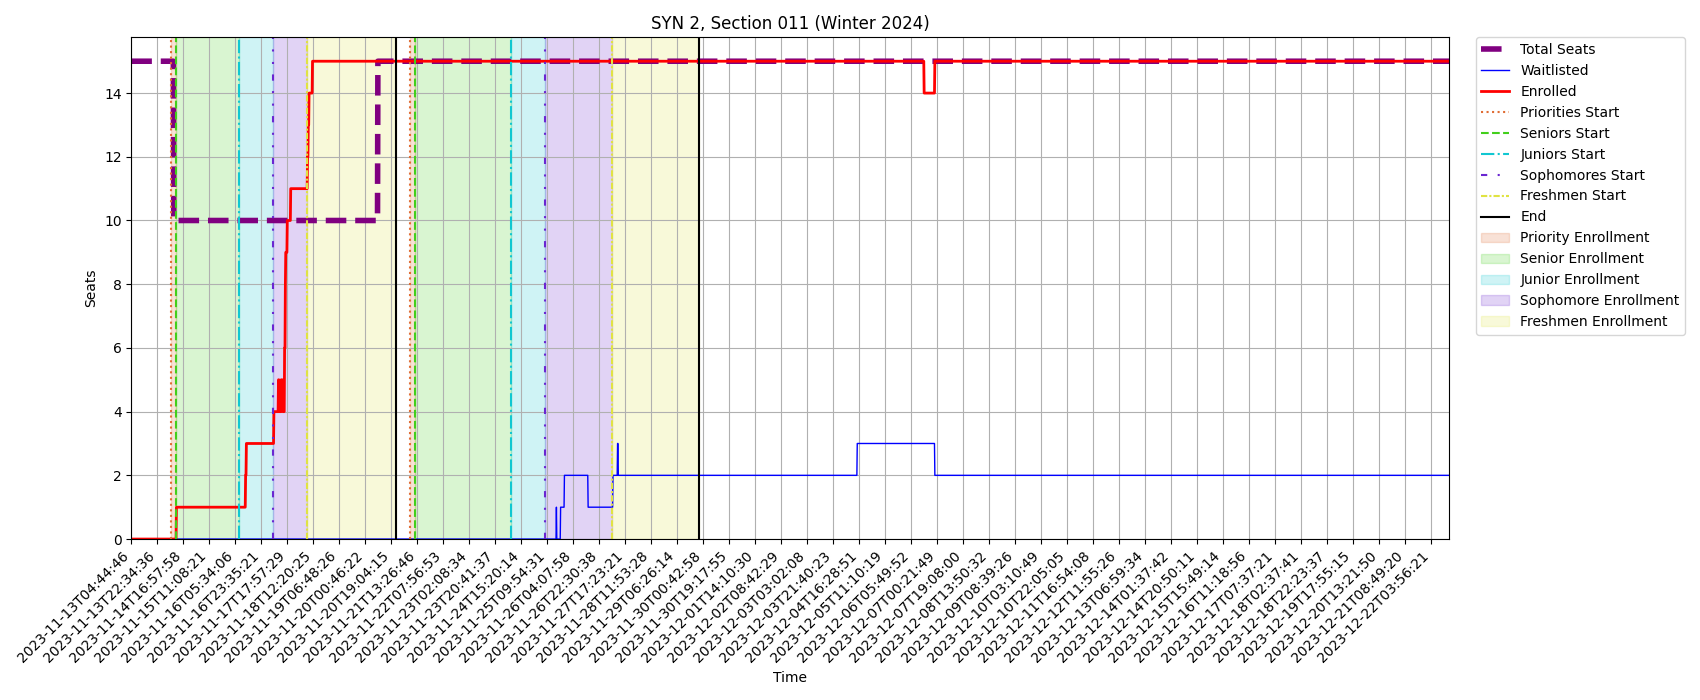 SYN 2, Section 011 (Winter 2024)
Total Seats
Waitlisted
Enrolled
Priorities Start
Seniors Start
Juniors Start
Sophomores Start
Freshmen Start
End
Priority Enrollment
Senior Enrollment
Junior Enrollment
Sophomore Enrollment
Freshmen Enrollment
Seats
14
12
10
8
6
4
2
0
2023-11-13T04:44:46
2023-11-13T22:34:36
2023-11-14T16:57:58
2023-11-15T11:08:21
2023-11-16T05:34:06
2023-11-16T23:35:21
2023-11-17T17:57:29
2023-11-18T12:20:25
2023-11-19T06:48:26
2023-11-20T00:46:22
2023-11-20T19:04:15
2023-11-21T13:26:46
2023-11-22T07:56:53
2023-11-23T02:08:34
2023-11-23T20:41:37
2023-11-24T15:20:14
2023-11-25T09:54:31
2023-11-26T04:07:58
2023-11-26T22:30:38
2023-11-27T17:23:21
2023-11-28T11:53:28
2023-11-29T06:26:14
2023-11-30T00:42:58
2023-11-30T19:17:55
2023-12-01T14:10:30
2023-12-02T08:42:29
2023-12-03T03:02:08
2023-12-03T21:40:23
2023-12-04T16:28:51
2023-12-05T11:10:19
2023-12-06T05:49:52
2023-12-07T00:21:49
2023-12-07T19:08:00
2023-12-08T13:50:32
2023-12-09T08:39:26
2023-12-10T03:10:49
2023-12-10T22:05:05
2023-12-11T16:54:08
2023-12-12T11:55:26
2023-12-13T06:59:34
2023-12-14T01:37:42
2023-12-14T20:50:11
2023-12-15T15:49:14
2023-12-16T11:18:56
2023-12-17T07:37:21
2023-12-18T02:37:41
2023-12-18T22:23:37
2023-12-19T17:55:15
2023-12-20T13:21:50
2023-12-21T08:49:20
2023-12-22T03:56:21
Time